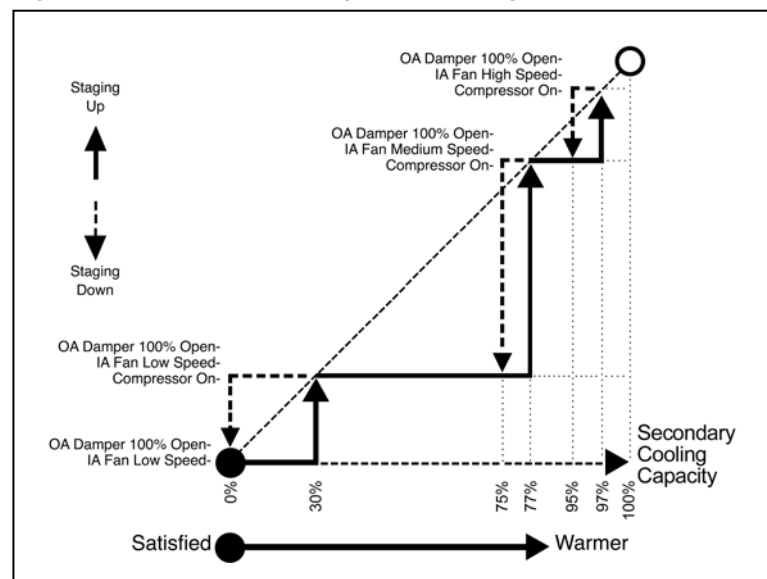 OA Damper 100% Open-
IA Fan High Speed-
Compressor On-
Staging
Up
OA Damper 100% Open-
IA Fan Medium Speed-
Compressor On-
Staging
Down
OA Damper 100% Open-
IA Fan Low Speed-
Compressor On-
OA Damper 100% Open-
IA Fan Low Speed-
Secondary
Cooling
Capacity
0%
30%
75%
77%
95%
97%
100%
Satisfied
Warmer